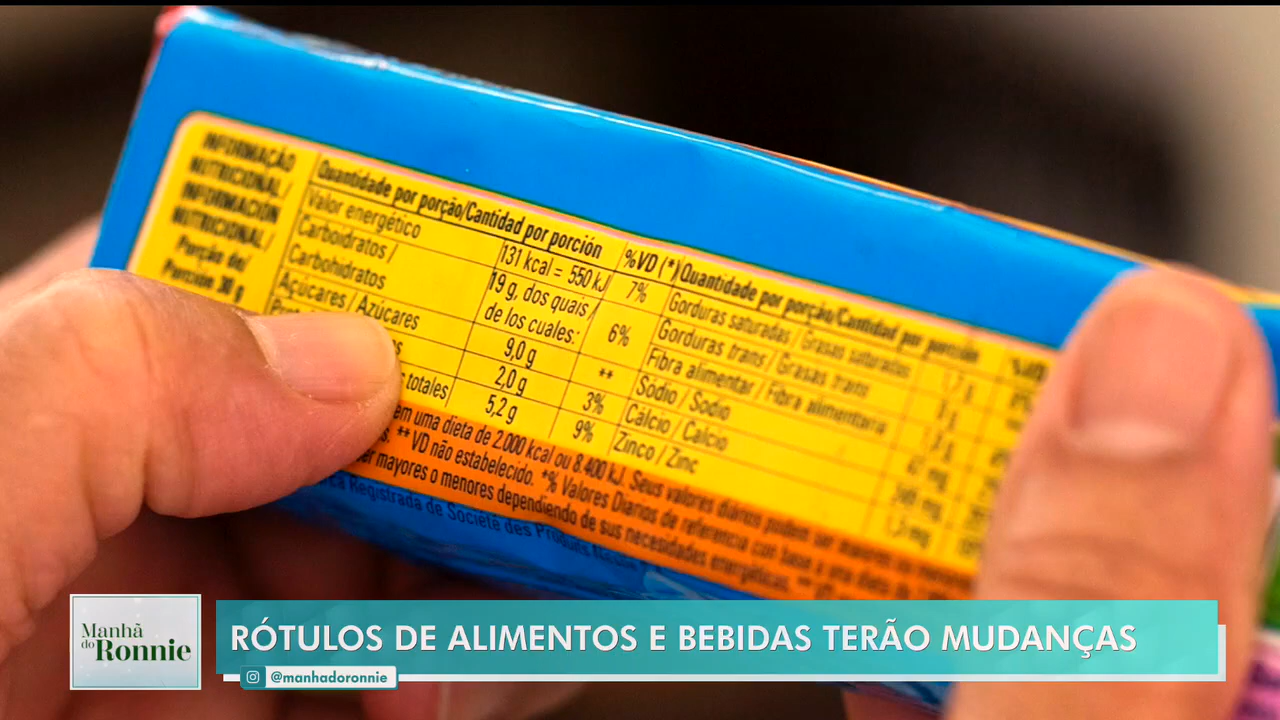 INFORMAÇÃO
NUTRICIONAL/
INFORMACIÓN
NUTRICIONAL/
Porção de/
Porción 30 g
Quantidade por porção/Cantidad por porción %VD (*)
Valor energético 131 kcal = 550 kJ 7%
Carboidratos / Carbohidratos 19 g, dos quais/ de los cuales: 6%
Açúcares / Azúcares 9,0 g **
2,0 g 3%
totales 5,2 g 9%
Quantidade por porção/Cantidad por porción %VD
Gorduras saturadas / Grasas saturadas
Gorduras trans / Grasas trans
Fibra alimentar / Fibra alimentaria
Sódio / Sodio
Cálcio / Calcio
Zinco / Zinc
em uma dieta de 2.000 kcal ou 8.400 kJ. Seus valores diários podem ser maiores ou
** VD não estabelecido. *% Valores Diarios de referencia con base a una dieta de
er mayores o menores dependiendo de sus necesidades energéticas.
Registrada de Société des Produits Nestlé
Manhã
do Ronnie
RÓTULOS DE ALIMENTOS E BEBIDAS TERÃO MUDANÇAS
@manhadoronnie